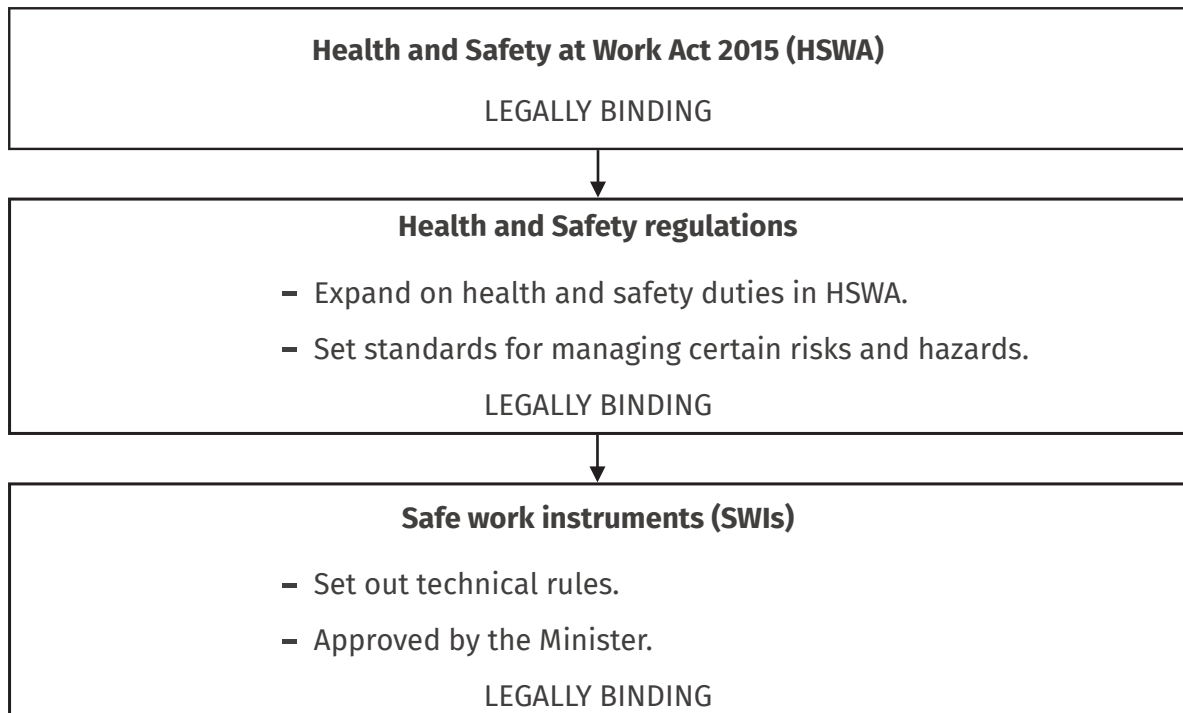 Health and Safety at Work Act 2015 (HSWA)
LEGALLY BINDING
Health and Safety regulations
– Expand on health and safety duties in HSWA.
– Set standards for managing certain risks and hazards.
LEGALLY BINDING
Safe work instruments (SWIs)
– Set out technical rules.
– Approved by the Minister.
LEGALLY BINDING